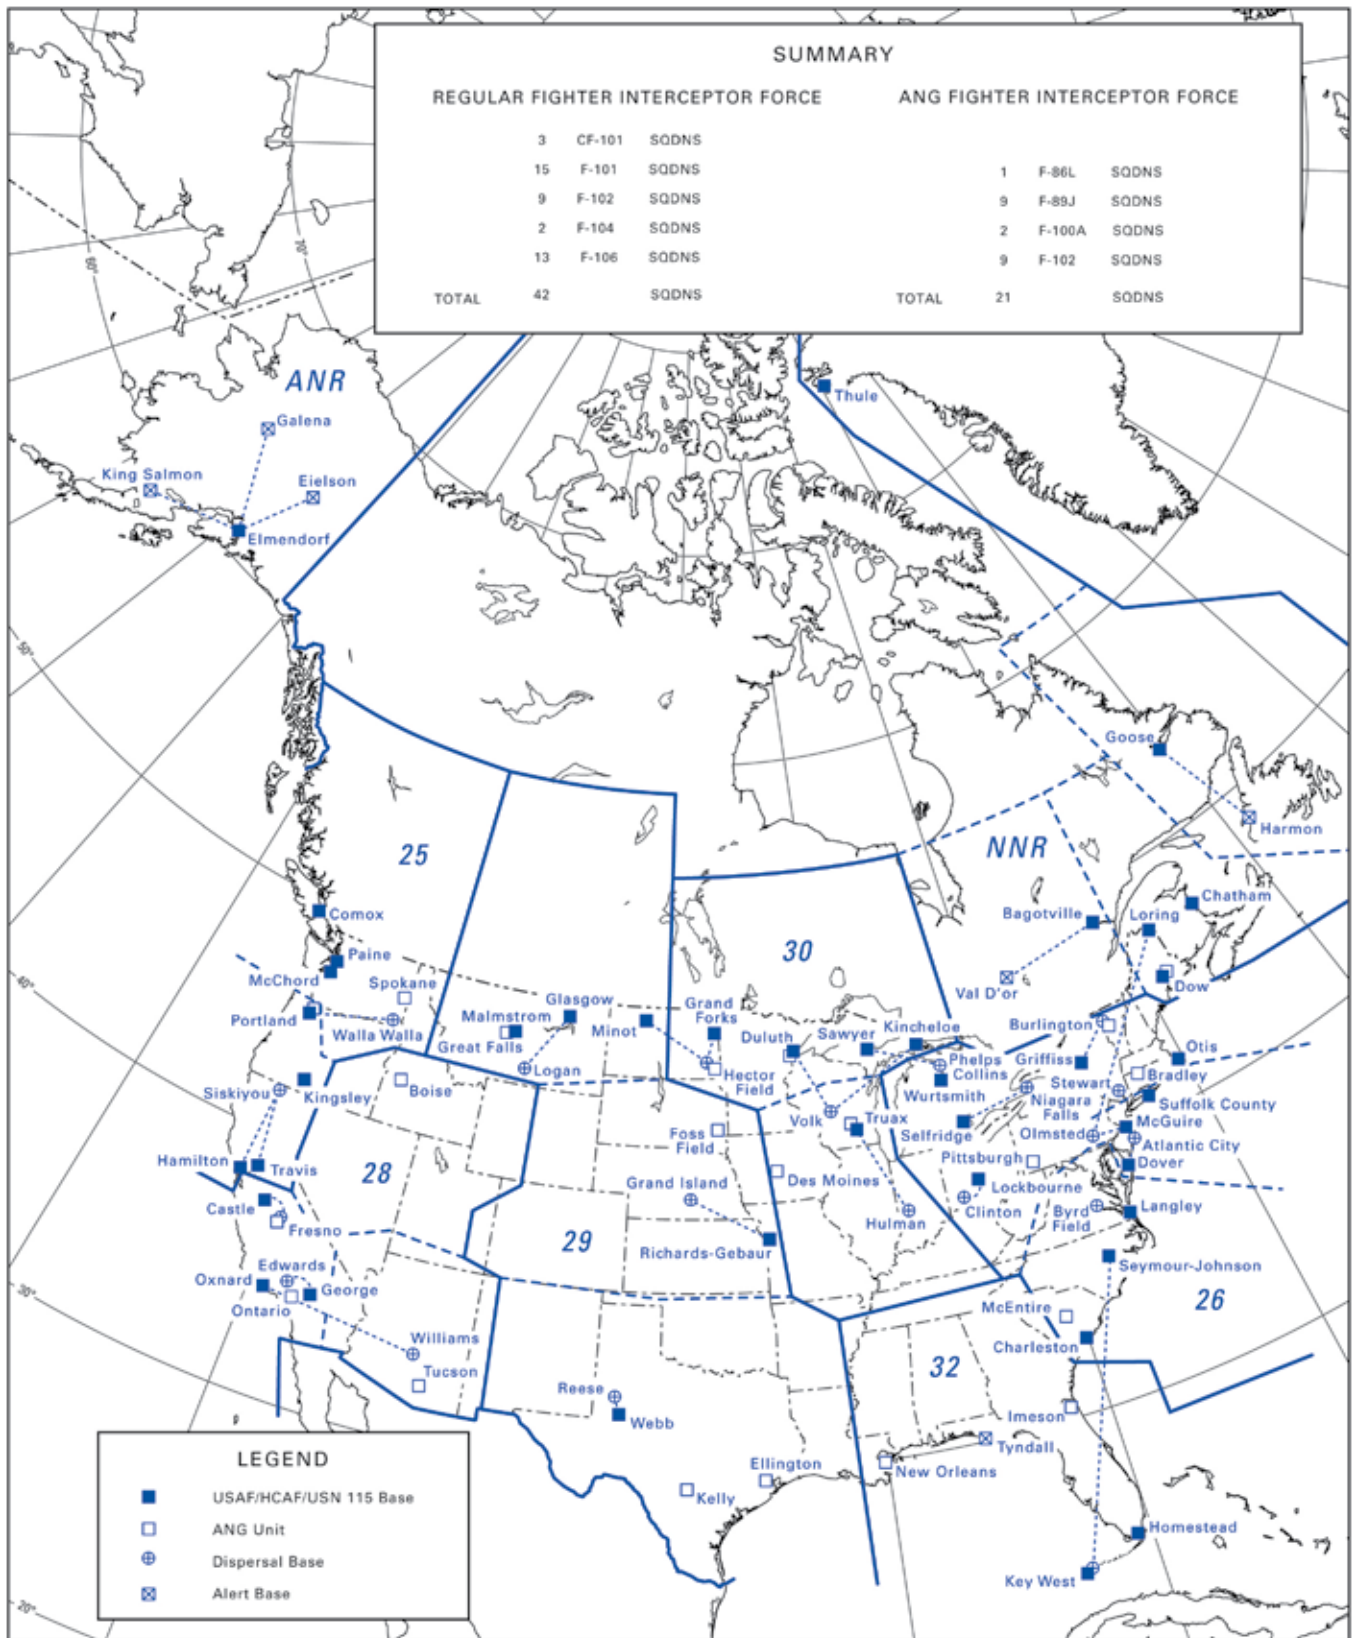 SUMMARY
REGULAR FIGHTER INTERCEPTOR FORCE
3 CF-101 SQDNS
15 F-101 SQDNS
9 F-102 SQDNS
2 F-104 SQDNS
13 F-106 SQDNS
TOTAL 42 SQDNS
ANG FIGHTER INTERCEPTOR FORCE
1 F-86L SQDNS
9 F-89J SQDNS
2 F-100A SQDNS
9 F-102 SQDNS
TOTAL 21 SQDNS
60°
70°
ANR
Thule
Galena
King Salmon
Eielson
Elmendorf
50°
Goose
Harmon
25
NNR
Chatham
Bagotville
Loring
Comox
30
Paine
McChord
Spokane
Val D'or
Dow
40°
Portland
Walla Walla
Malmstrom
Great Falls
Glasgow
Minot
Grand
Forks
Duluth
Sawyer
Kincheloe
Burlington
Otis
Logan
Hector
Field
Phelps
Collins
Griffiss
Bradley
Siskiyou
Kingsley
Boise
Wurtsmith
Stewart
Niagara
Falls
Suffolk County
Volk
Truax
Selfridge
McGuire
Foss
Field
Olmsted
Atlantic City
Hamilton
Travis
28
Des Moines
Pittsburgh
Dover
Castle
Fresno
Grand Island
Lockbourne
Clinton
Byrd
Field
Langley
Hulman
29
Richards-Gebaur
Edwards
Oxnard
George
Ontario
Seymour-Johnson
30°
26
McEntire
Charleston
Williams
Tucson
32
Reese
Webb
Imeson
Tyndall
Ellington
New Orleans
Kelly
Homestead
Key West
20°
LEGEND
USAF/HCAF/USN 115 Base
ANG Unit
Dispersal Base
Alert Base